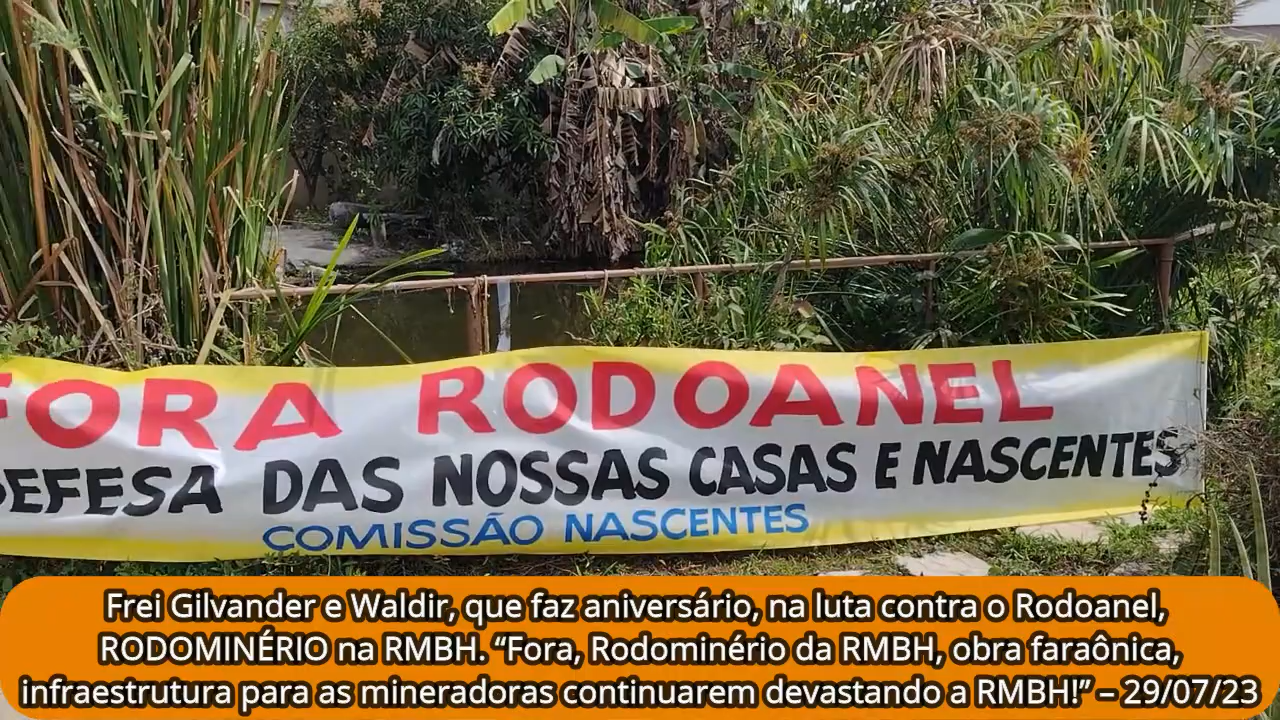 FORA RODOANEL
DEFESA DAS NOSSAS CASAS E NASCENTES
COMISSÃO NASCENTES
Frei Gilvander e Waldir, que faz aniversário, na luta contra o Rodoanel,
RODOMINÉRIO na RMBH. “Fora, Rodominério da RMBH, obra faraônica,
infraestrutura para as mineradoras continuarem devastando a RMBH!” – 29/07/23